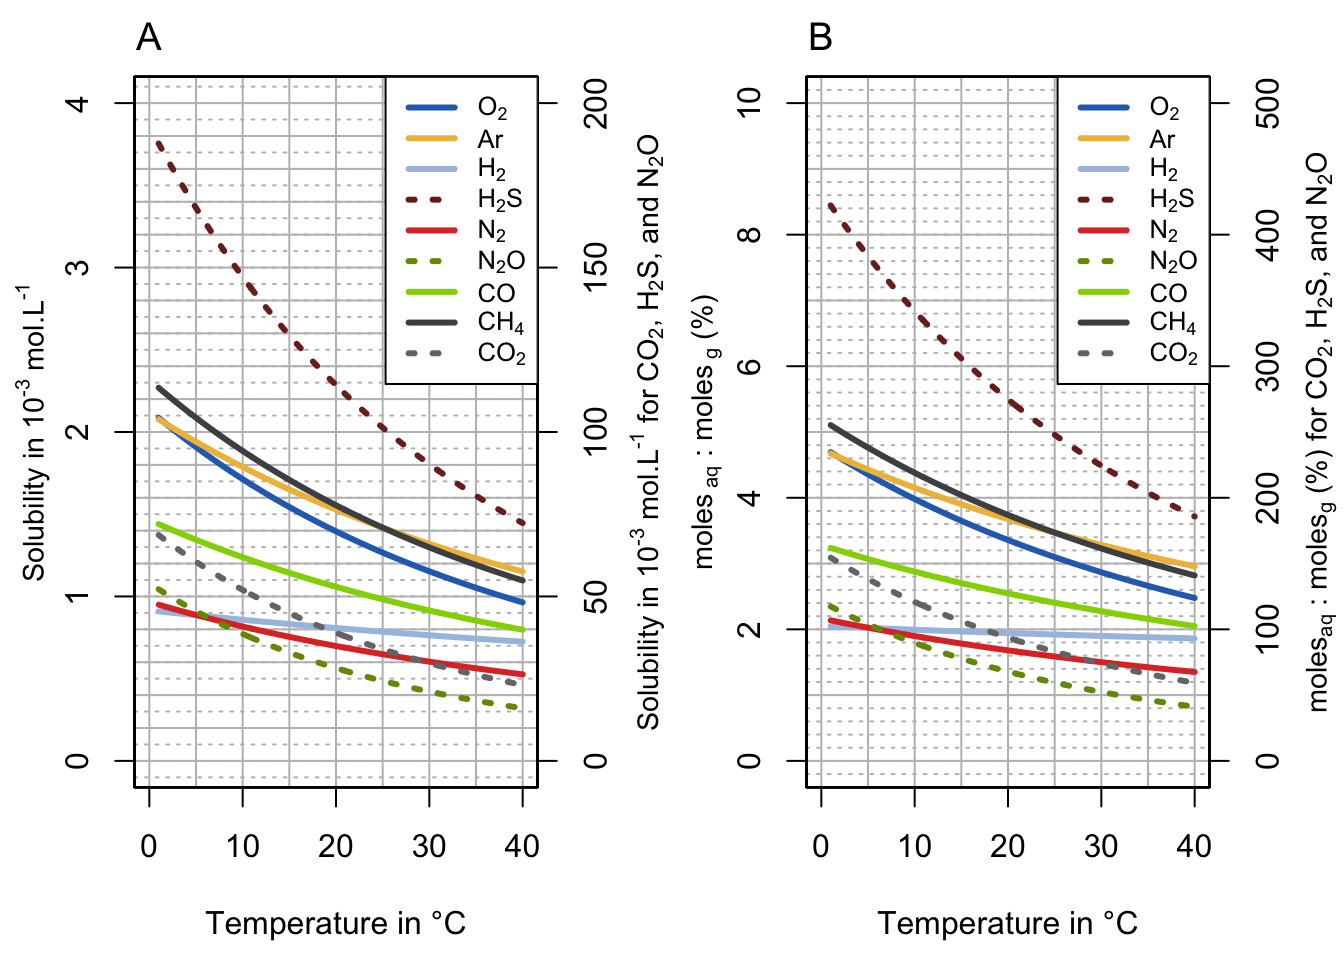 A
Solubility in 10⁻³ mol.L⁻¹
4
3
2
1
0
O₂
Ar
H₂
H₂S
N₂
N₂O
CO
CH₄
CO₂
200
150
100
50
0
Solubility in 10⁻³ mol.L⁻¹ for CO₂, H₂S, and N₂O
0 10 20 30 40
Temperature in °C
B
moles aq : moles g (%)
10
8
6
4
2
0
O₂
Ar
H₂
H₂S
N₂
N₂O
CO
CH₄
CO₂
500
400
300
200
100
0
molesaq : molesg (%) for CO₂, H₂S, and N₂O
0 10 20 30 40
Temperature in °C